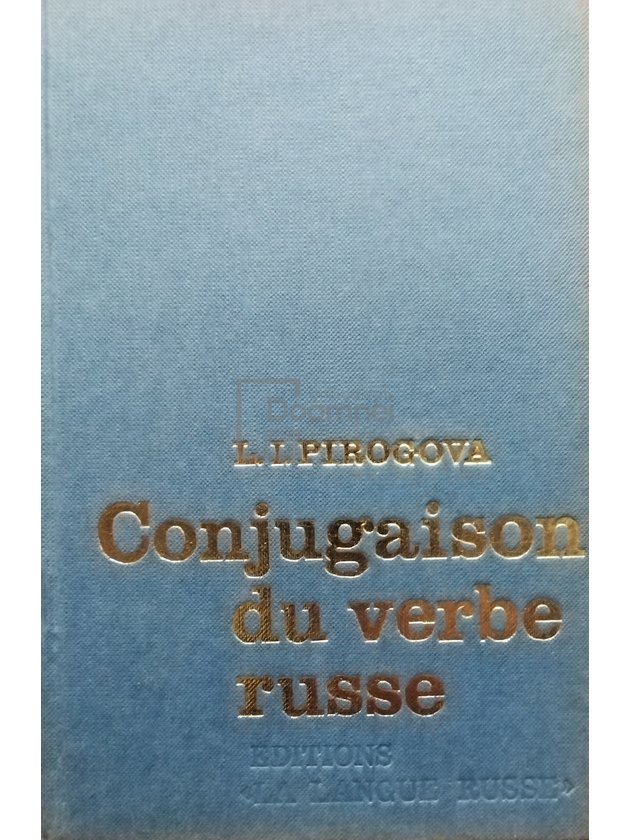 L. I. PIROGOVA
Conjugaison
du verbe
russe
EDITIONS
«LA LANGUE RUSSE»